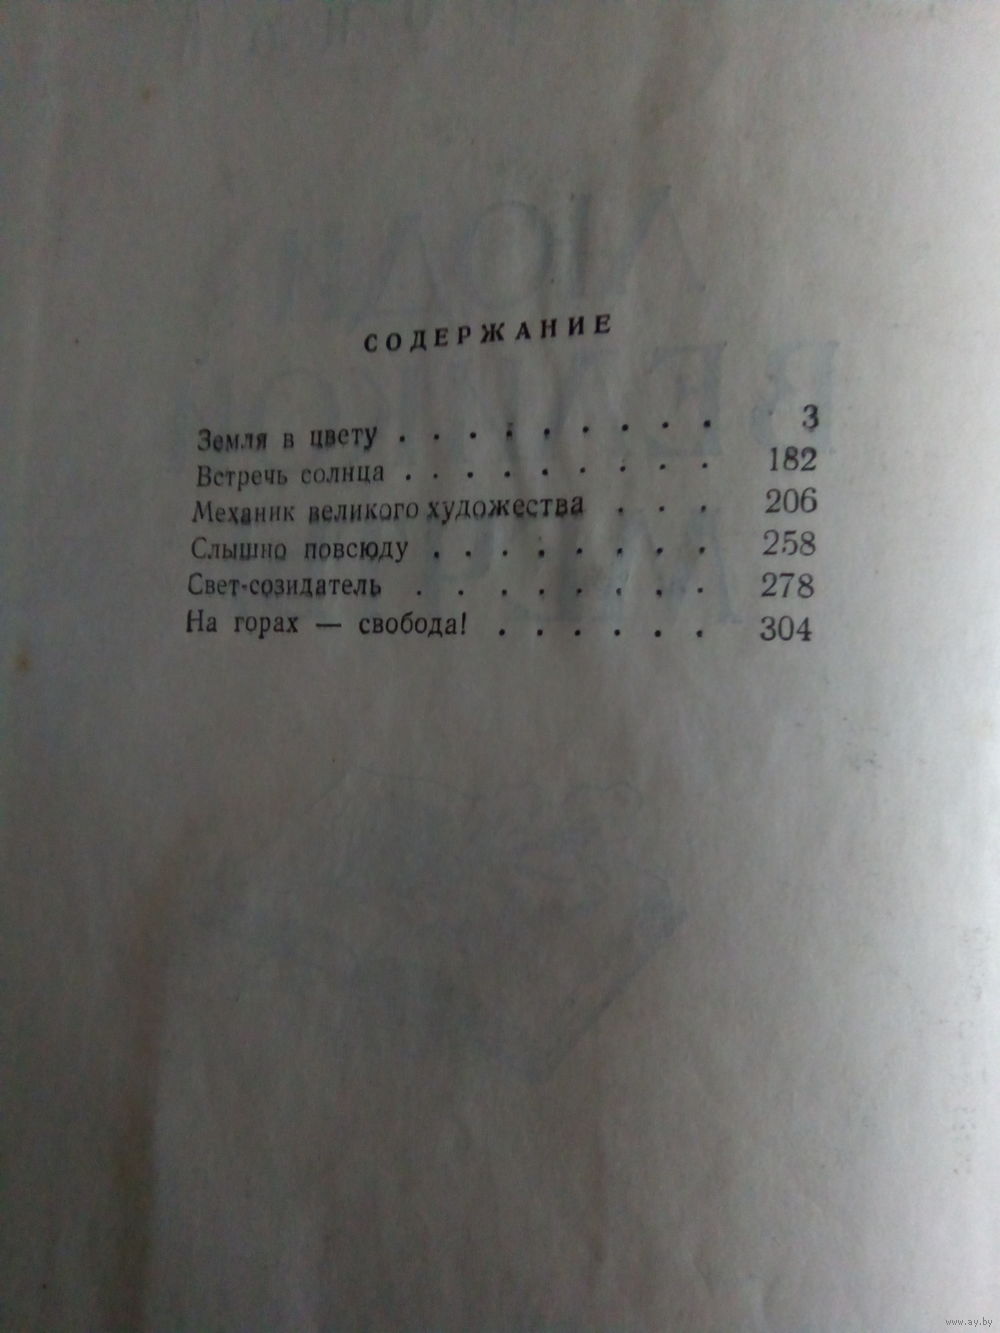 СОДЕРЖАНИЕ
Земля в цвету . . . . . . . . . 3
Встречь солнца . . . . . . . . . 182
Механик великого художества . . . 206
Слышно повсюду . . . . . . . . 258
Свет-созидатель . . . . . . . . 278
На горах — свобода! . . . . . . 304
www.ay.by